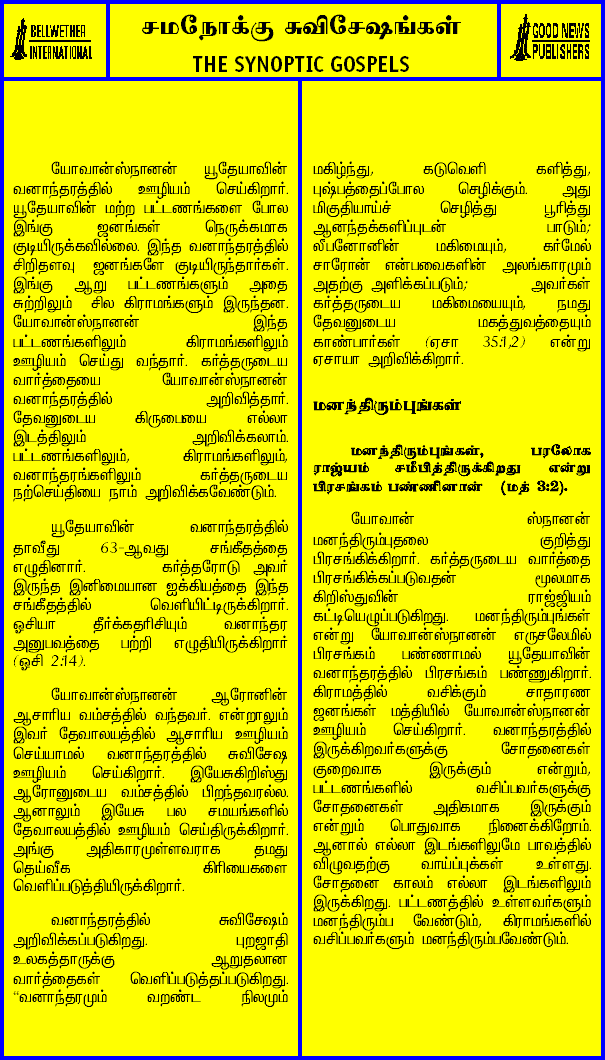 BELLWETHER
INTERNATIONAL
சமநோக்கு சுவிசேஷங்கள்
THE SYNOPTIC GOSPELS
GOOD NEWS
PUBLISHERS
யோவான்ஸ்நானன் யூதேயாவின்
வனாந்தரத்தில் ஊழியம் செய்கிறார்.
யூதேயாவின் மற்ற பட்டணங்களை போல
இங்கு ஜனங்கள் நெருக்கமாக
குடியிருக்கவில்லை. இந்த வனாந்தரத்தில்
சிறிதளவு ஜனங்களே குடியிருந்தார்கள்.
இங்கு ஆறு பட்டணங்களும் அதை
சுற்றிலும் சில கிராமங்களும் இருந்தன.
யோவான்ஸ்நானன் இந்த
பட்டணங்களிலும் கிராமங்களிலும்
ஊழியம் செய்து வந்தார். கர்த்தருடைய
வார்த்தையை யோவான்ஸ்நானன்
வனாந்தரத்தில் அறிவித்தார்.
தேவனுடைய கிருபையை எல்லா
இடத்திலும் அறிவிக்கலாம்.
பட்டணங்களிலும், கிராமங்களிலும்,
வனாந்தரங்களிலும் கர்த்தருடைய
நற்செய்தியை நாம் அறிவிக்கவேண்டும்.
யூதேயாவின் வனாந்தரத்தில்
தாவீது 63-ஆவது சங்கீதத்தை
எழுதினார். கர்த்தரோடு அவர்
இருந்த இனிமையான ஐக்கியத்தை இந்த
சங்கீதத்தில் வெளியிட்டிருக்கிறார்.
ஓசியா தீர்க்கதரிசியும் வனாந்தர
அனுபவத்தை பற்றி எழுதியிருக்கிறார்
(ஓசி 2:14).
யோவான்ஸ்நானன் ஆரோனின்
ஆசாரிய வம்சத்தில் வந்தவர். என்றாலும்
இவர் தேவாலயத்தில் ஆசாரிய ஊழியம்
செய்யாமல் வனாந்தரத்தில் சுவிசேஷ
ஊழியம் செய்கிறார். இயேசுகிறிஸ்து
ஆரோனுடைய வம்சத்தில் பிறந்தவரல்ல.
ஆனாலும் இயேசு பல சமயங்களில்
தேவாலயத்தில் ஊழியம் செய்திருக்கிறார்.
அங்கு அதிகாரமுள்ளவராக தமது
தெய்வீக கிரியைகளை
வெளிப்படுத்தியிருக்கிறார்.
வனாந்தரத்தில் சுவிசேஷம்
அறிவிக்கப்படுகிறது. புறஜாதி
உலகத்தாருக்கு ஆறுதலான
வார்த்தைகள் வெளிப்படுத்தப்படுகிறது.
“வனாந்தரமும் வறண்ட நிலமும்
மகிழ்ந்து, கடுவெளி களித்து,
புஷ்பத்தைப்போல செழிக்கும். அது
மிகுதியாய்ச் செழித்து பூரித்து
ஆனந்தக்களிப்புடன் பாடும்;
லீபனோனின் மகிமையும், கர்மேல்
சாரோன் என்பவைகளின் அலங்காரமும்
அதற்கு அளிக்கப்படும்; அவர்கள்
கர்த்தருடைய மகிமையையும், நமது
தேவனுடைய மகத்துவத்தையும்
காண்பார்கள் (ஏசா 35:1,2) என்று
ஏசாயா அறிவிக்கிறார்.
மனந்திரும்புங்கள்
மனந்திரும்புங்கள், பரலோக
ராஜ்யம் சமீபித்திருக்கிறது என்று
பிரசங்கம் பண்ணினான் (மத் 3:2).
யோவான் ஸ்நானன்
மனந்திரும்புதலை குறித்து
பிரசங்கிக்கிறார். கர்த்தருடைய வார்த்தை
பிரசங்கிக்கப்படுவதன் மூலமாக
கிறிஸ்துவின் ராஜ்ஜியம்
கட்டியெழுப்படுகிறது. மனந்திரும்புங்கள்
என்று யோவான்ஸ்நானன் எருசலேமில்
பிரசங்கம் பண்ணாமல் யூதேயாவின்
வனாந்தரத்தில் பிரசங்கம் பண்ணுகிறார்.
கிராமத்தில் வசிக்கும் சாதாரண
ஜனங்கள் மத்தியில் யோவான்ஸ்நானன்
ஊழியம் செய்கிறார். வனாந்தரத்தில்
இருக்கிறவர்களுக்கு சோதனைகள்
குறைவாக இருக்கும் என்றும்,
பட்டணங்களில் வசிப்பவர்களுக்கு
சோதனைகள் அதிகமாக இருக்கும்
என்றும் பொதுவாக நினைக்கிறோம்.
ஆனால் எல்லா இடங்களிலுமே பாவத்தில்
விழுவதற்கு வாய்ப்புக்கள் உள்ளது.
சோதனை காலம் எல்லா இடங்களிலும்
இருக்கிறது. பட்டணத்தில் உள்ளவர்களும்
மனந்திரும்ப வேண்டும், கிராமங்களில்
வசிப்பவர்களும் மனந்திரும்பவேண்டும்.